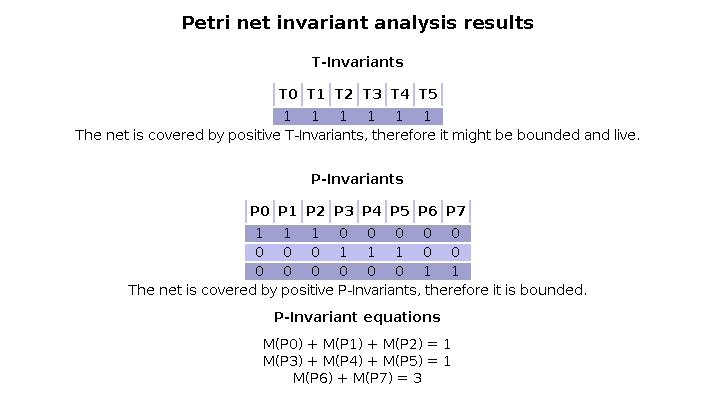 Petri net invariant analysis results
T-Invariants
T0 T1 T2 T3 T4 T5
1 1 1 1 1 1
The net is covered by positive T-Invariants, therefore it might be bounded and live.
P-Invariants
P0 P1 P2 P3 P4 P5 P6 P7
1 1 1 0 0 0 0 0
0 0 0 1 1 1 0 0
0 0 0 0 0 0 1 1
The net is covered by positive P-Invariants, therefore it is bounded.
P-Invariant equations
M(P0) + M(P1) + M(P2) = 1
M(P3) + M(P4) + M(P5) = 1
M(P6) + M(P7) = 3